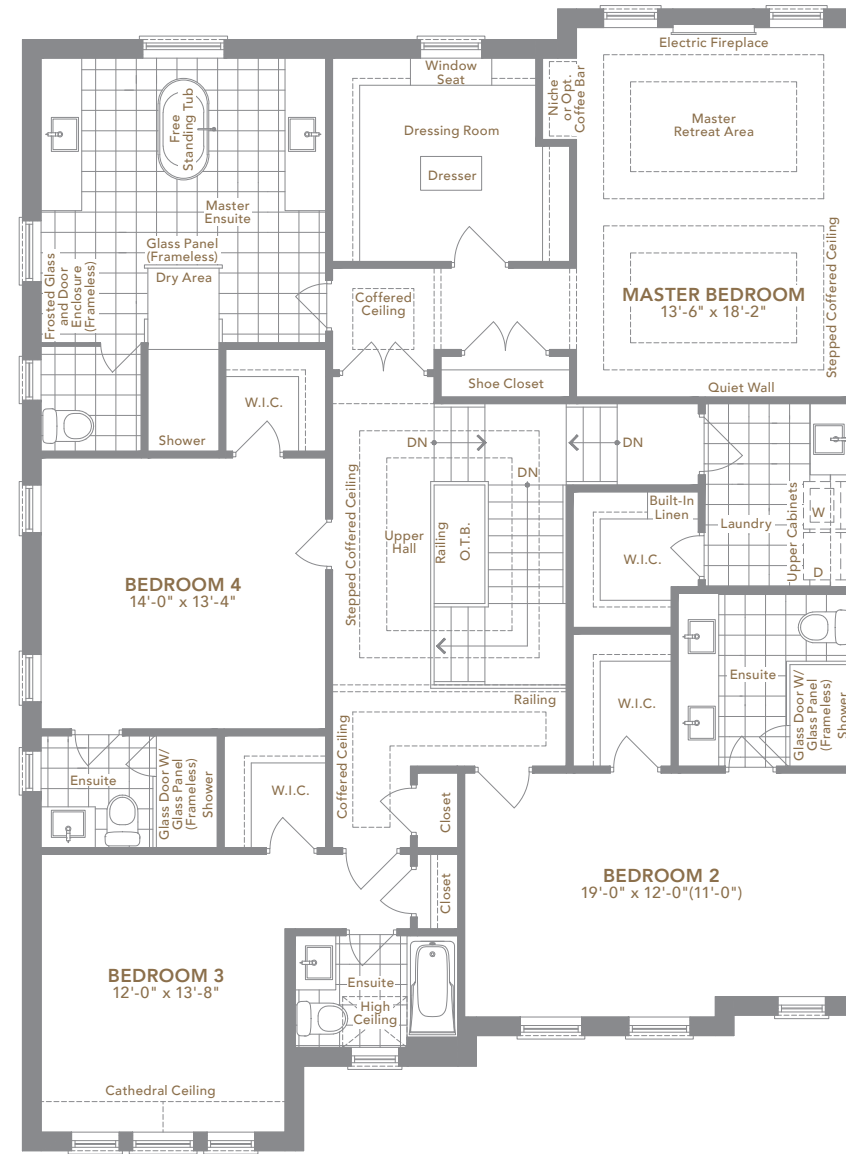 Electric Fireplace
Window
Seat
Niche
or Opt.
Coffee Bar
Free
Standing Tub
Dressing Room
Master
Retreat Area
Dresser
Master
Ensuite
Glass Panel
(Frameless)
Dry Area
Frosted Glass
and Door
Enclosure
(Frameless)
Coffered
Ceiling
Stepped Coffered Ceiling
MASTER BEDROOM
13'-6" x 18'-2"
Shoe Closet
Quiet Wall
W.I.C.
Shower
DN
DN
DN
Stepped Coffered Ceiling
Upper
Hall
Railing
O.T.B.
Built-In
Linen
W.I.C.
Laundry
Upper Cabinets
W
D
BEDROOM 4
14'-0" x 13'-4"
Ensuite
Glass Door W/
Glass Panel
(Frameless)
Shower
W.I.C.
Railing
Coffered Ceiling
Ensuite
Glass Door W/
Glass Panel
(Frameless)
Shower
W.I.C.
Closet
Closet
BEDROOM 2
19'-0" x 12'-0"(11'-0")
BEDROOM 3
12'-0" x 13'-8"
Ensuite
High
Ceiling
Cathedral Ceiling